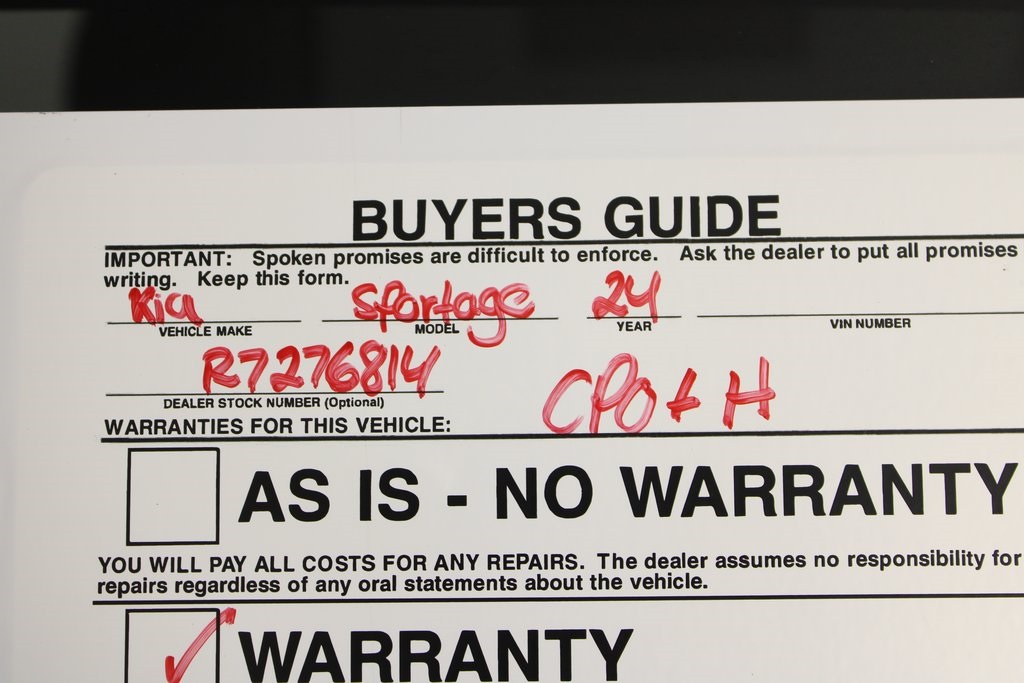 BUYERS GUIDE
IMPORTANT: Spoken promises are difficult to enforce. Ask the dealer to put all promises
writing. Keep this form.
Kia Sportage 24
VEHICLE MAKE MODEL YEAR VIN NUMBER
R7276814 CPO + H
DEALER STOCK NUMBER (Optional)
WARRANTIES FOR THIS VEHICLE:
AS IS - NO WARRANTY
YOU WILL PAY ALL COSTS FOR ANY REPAIRS. The dealer assumes no responsibility for
repairs regardless of any oral statements about the vehicle.
WARRANTY